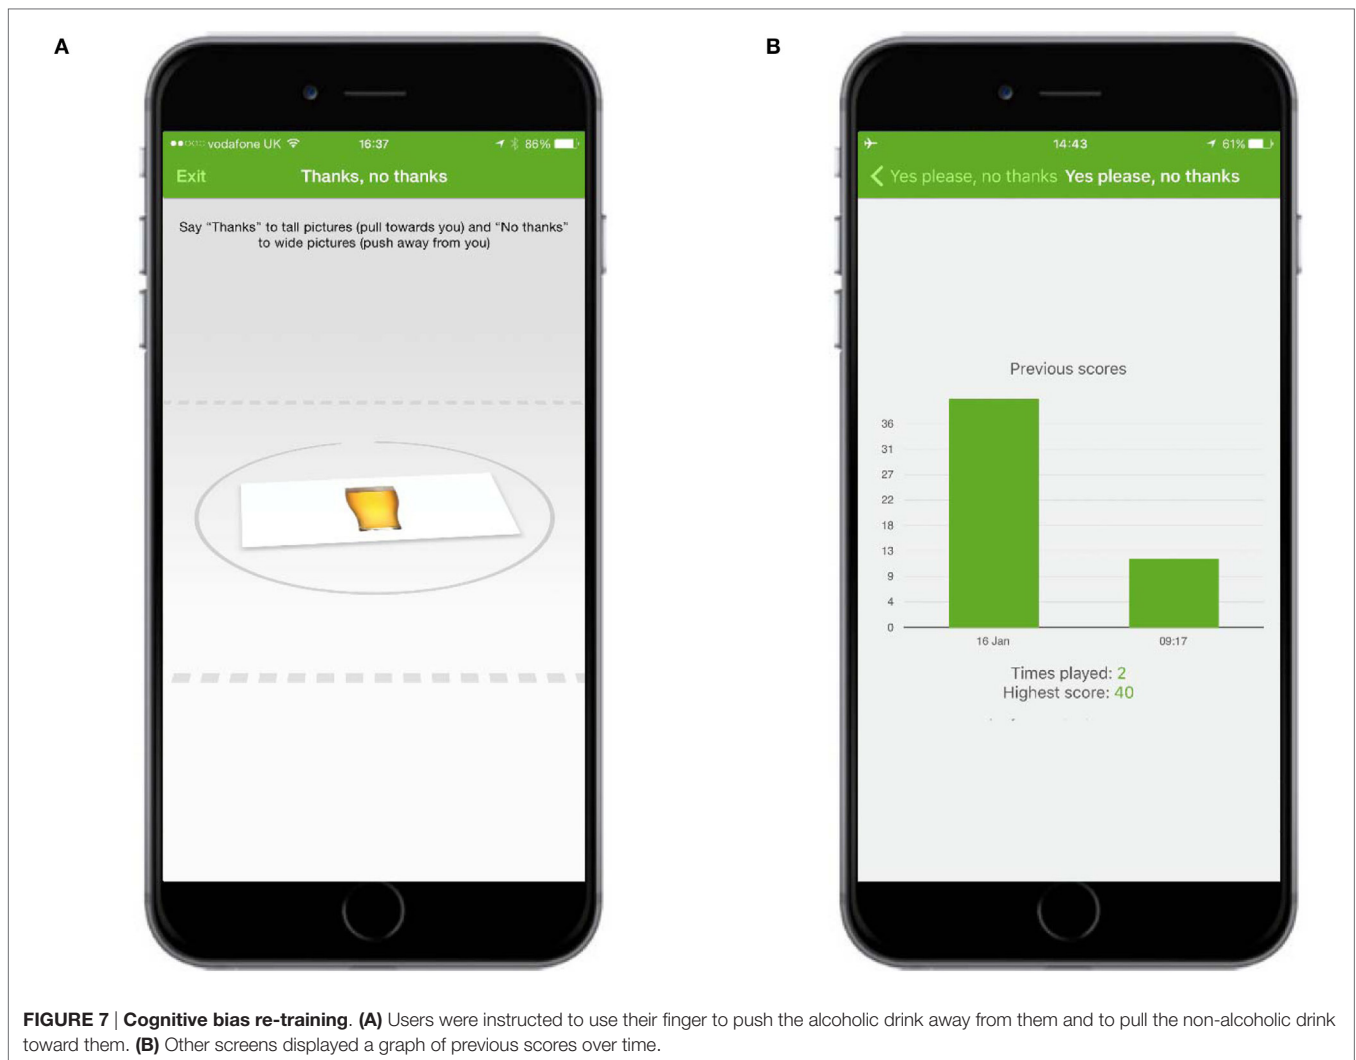 A
vodafone UK 16:37 86%
Exit Thanks, no thanks
Say “Thanks” to tall pictures (pull towards you) and “No thanks”
to wide pictures (push away from you)
B
14:43 61%
Yes please, no thanks Yes please, no thanks
Previous scores
36
31
27
22
18
13
9
4
0
16 Jan 09:17
Times played: 2
Highest score: 40
FIGURE 7 | Cognitive bias re-training. (A) Users were instructed to use their finger to push the alcoholic drink away from them and to pull the non-alcoholic drink
toward them. (B) Other screens displayed a graph of previous scores over time.